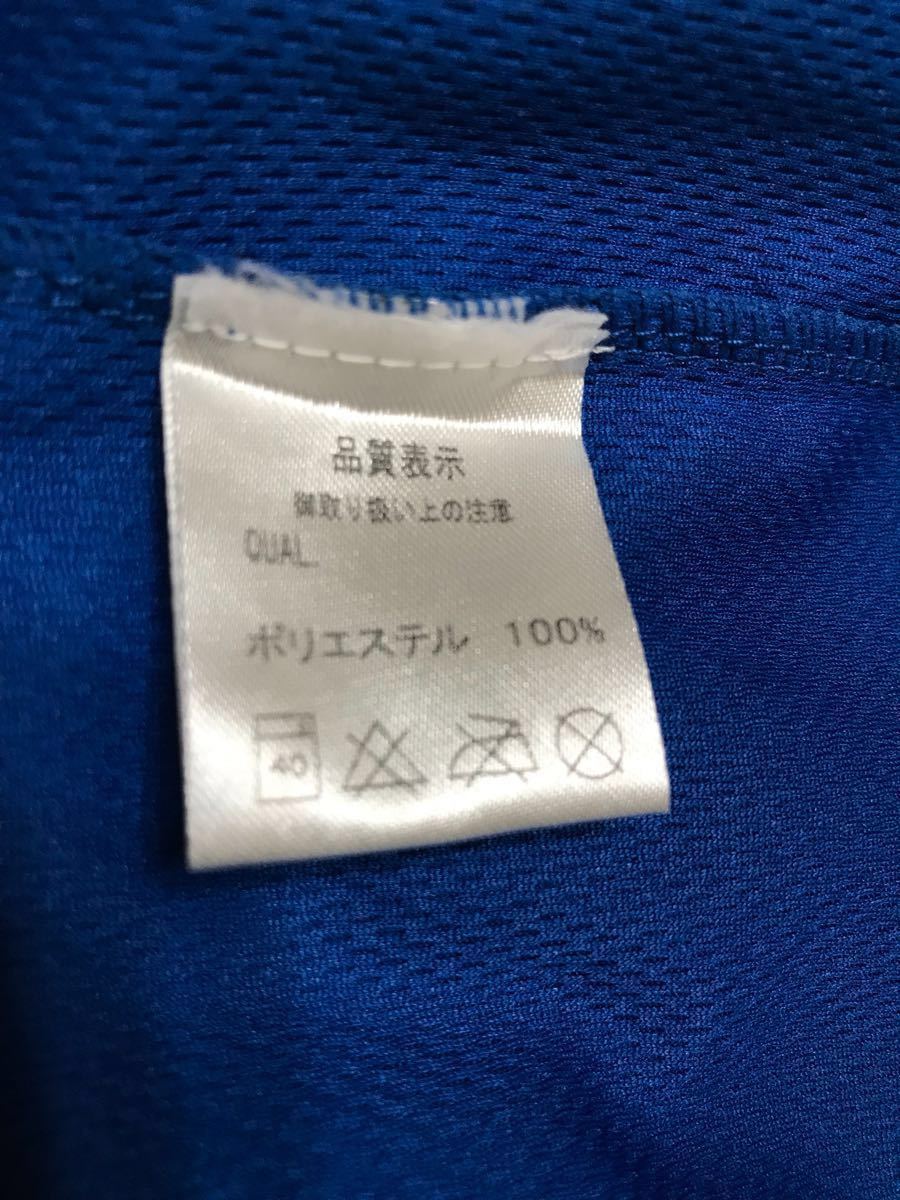 品質表示
御取り扱い上の注意
QUAL.
ポリエステル 100%
40